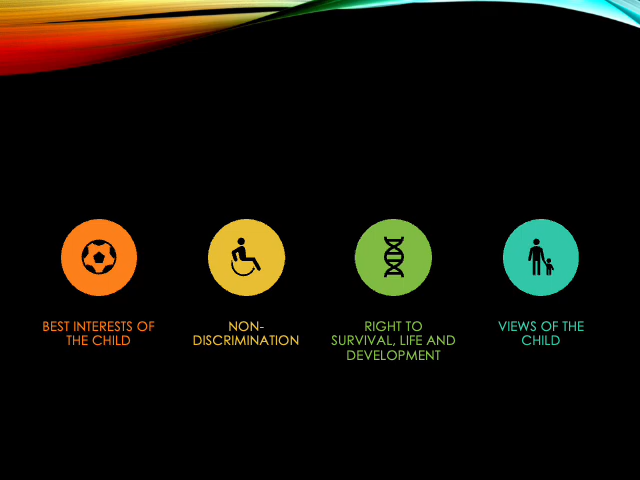 BEST INTERESTS OF
THE CHILD
NON-
DISCRIMINATION
RIGHT TO
SURVIVAL, LIFE AND
DEVELOPMENT
VIEWS OF THE
CHILD